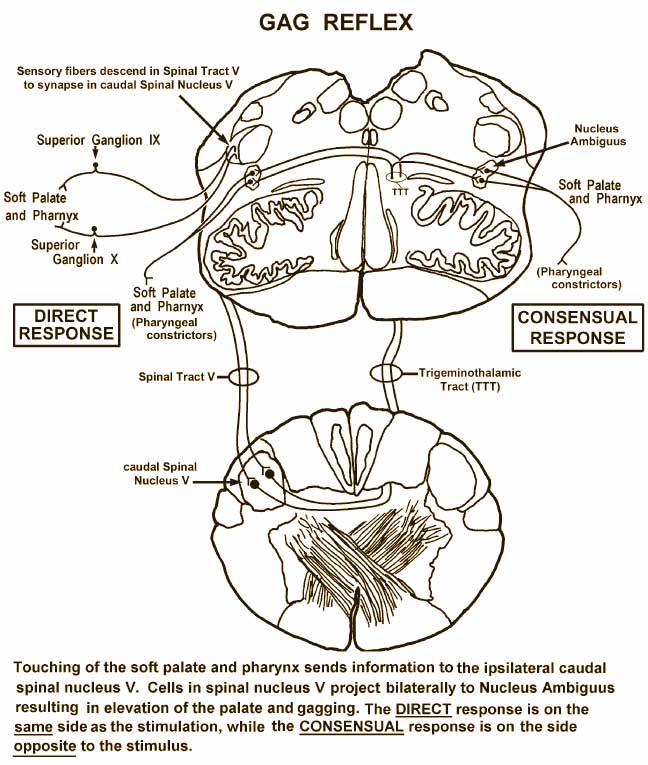 GAG REFLEX
Sensory fibers descend in Spinal Tract V
to synapse in caudal Spinal Nucleus V
Superior Ganglion IX
Soft Palate
and Pharnyx
Superior
Ganglion X
Nucleus
Ambiguus
TTT
Soft Palate
and Pharnyx
(Pharyngeal
constrictors)
Soft Palate
and Pharnyx
(Pharyngeal
constrictors)
DIRECT
RESPONSE
CONSENSUAL
RESPONSE
Spinal Tract V
Trigeminothalamic
Tract (TTT)
caudal Spinal
Nucleus V
Touching of the soft palate and pharynx sends information to the ipsilateral caudal
spinal nucleus V. Cells in spinal nucleus V project bilaterally to Nucleus Ambiguus
resulting in elevation of the palate and gagging. The DIRECT response is on the
same side as the stimulation, while the CONSENSUAL response is on the side
opposite to the stimulus.